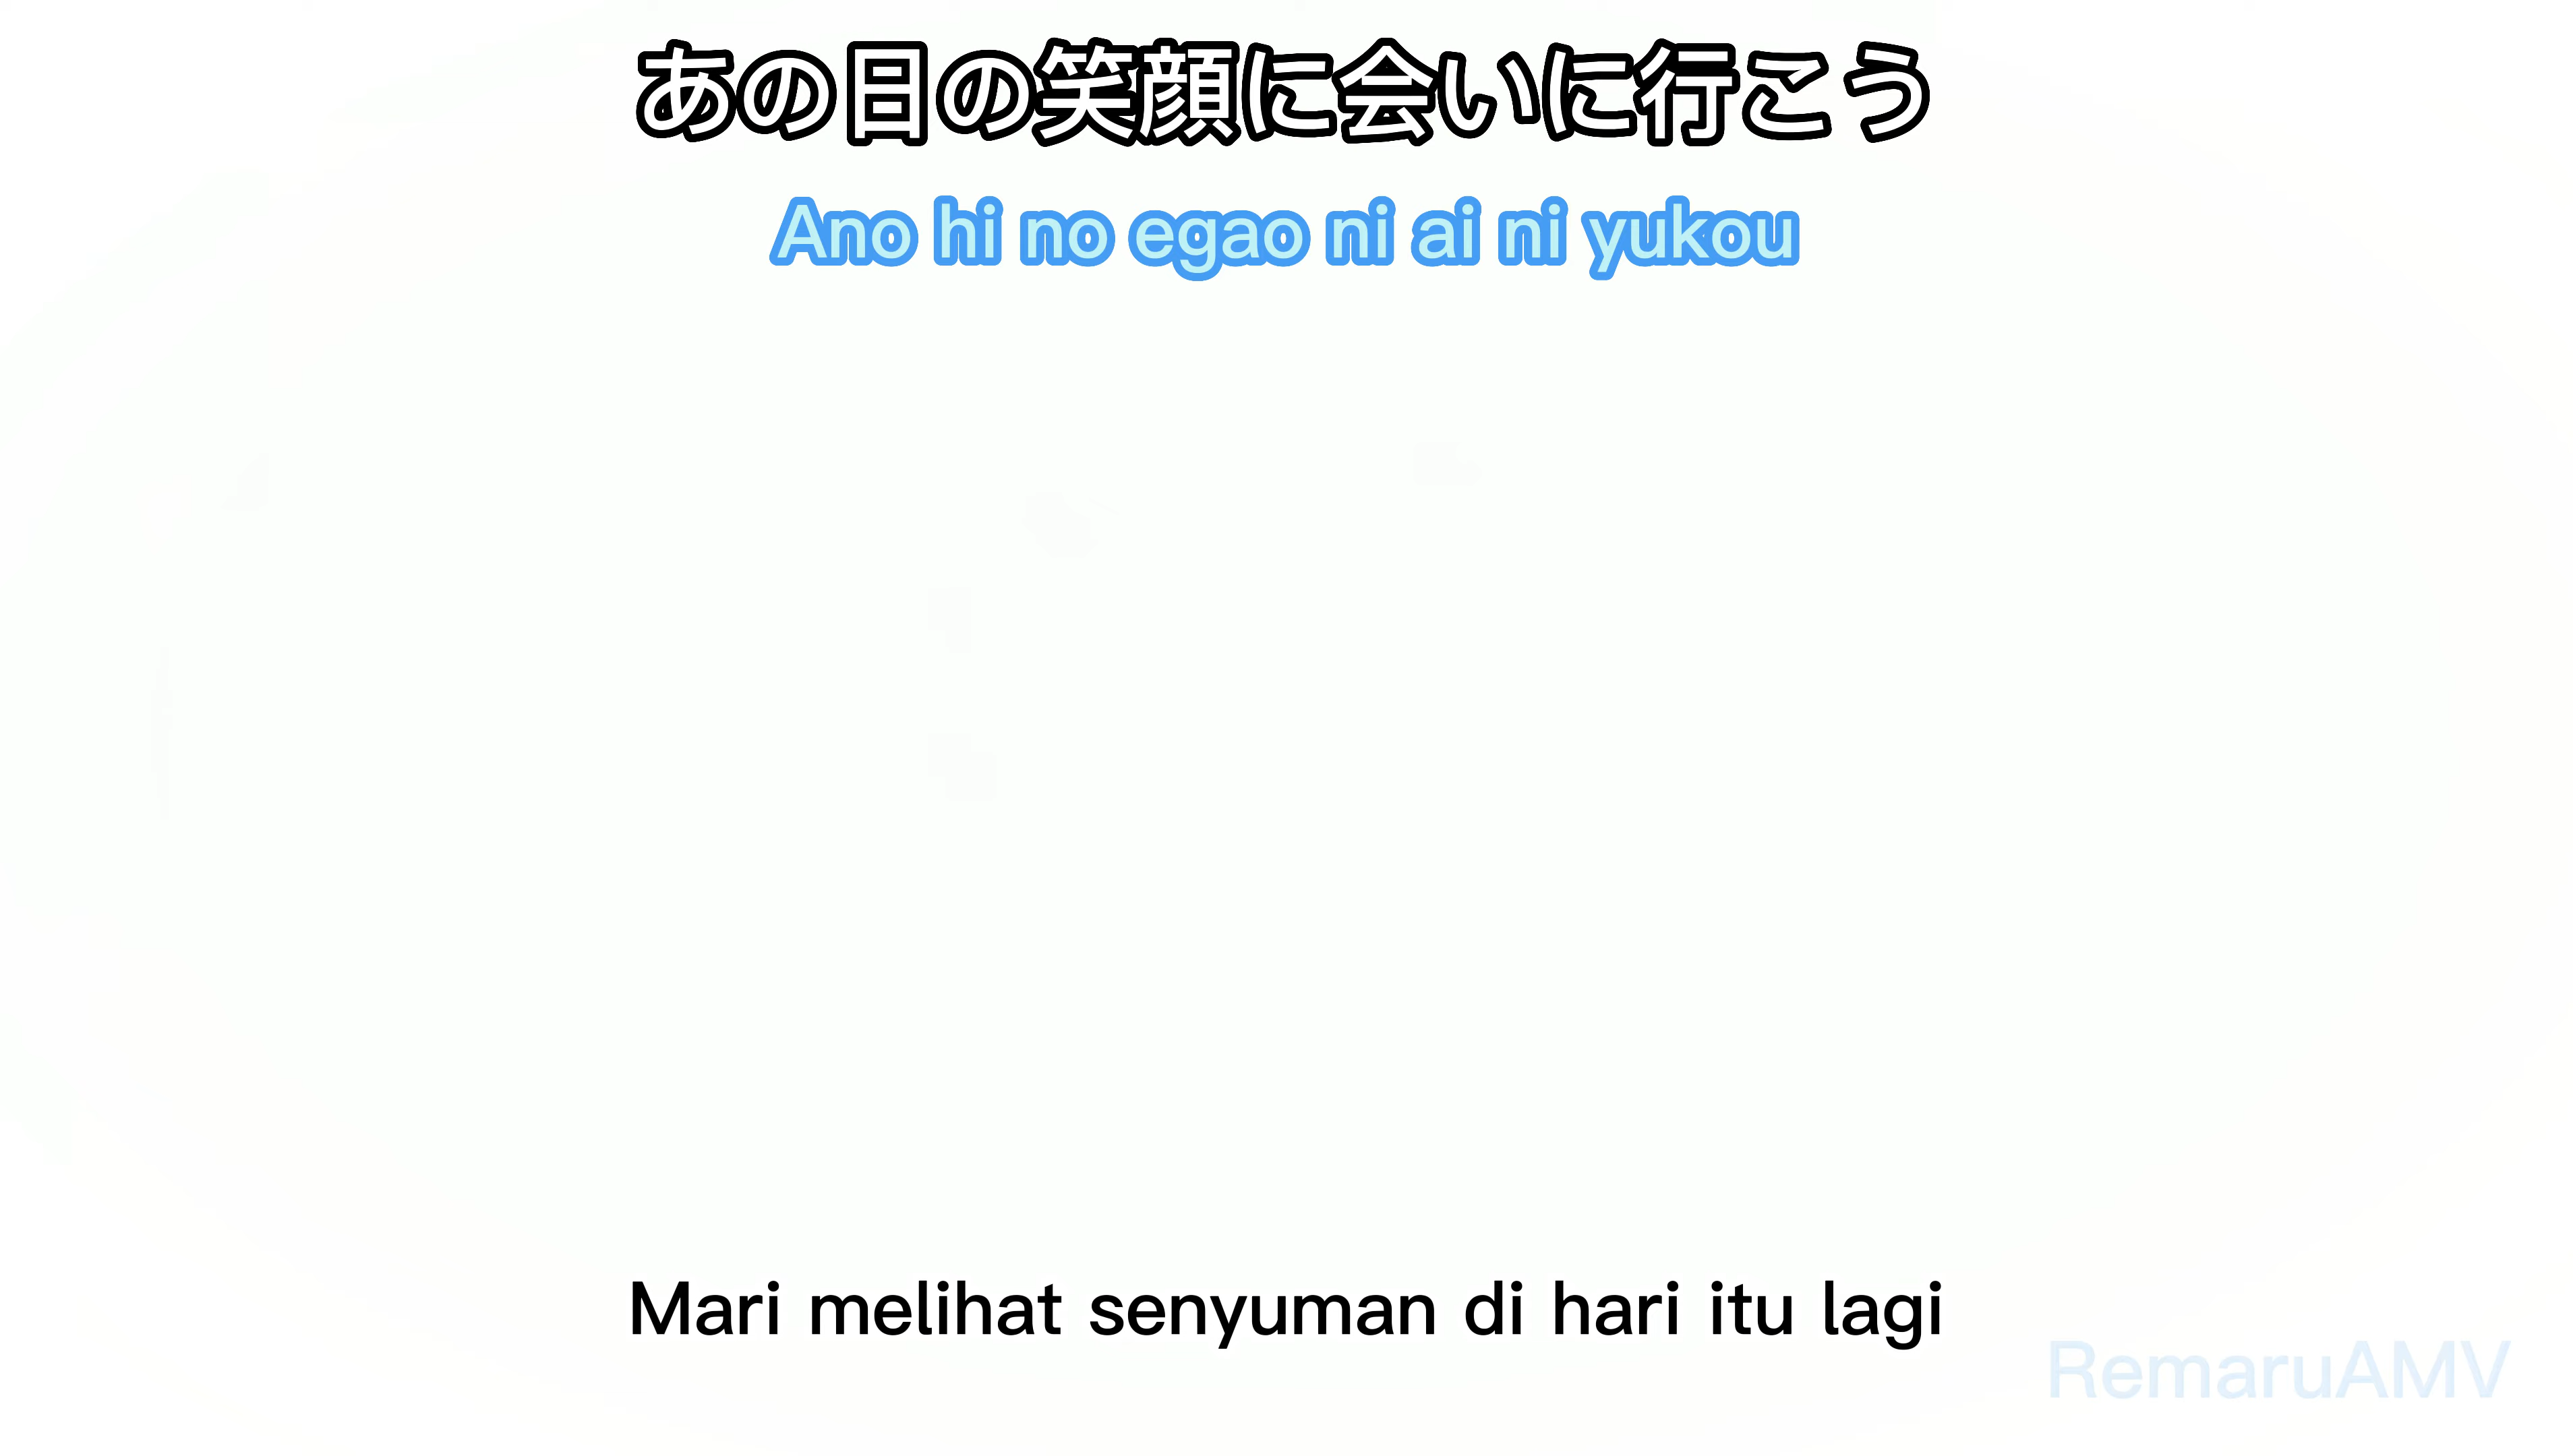 あの日の笑顔に会いに行こう
Ano hi no egao ni ai ni yukou
Mari melihat senyuman di hari itu lagi
RemaruAMV